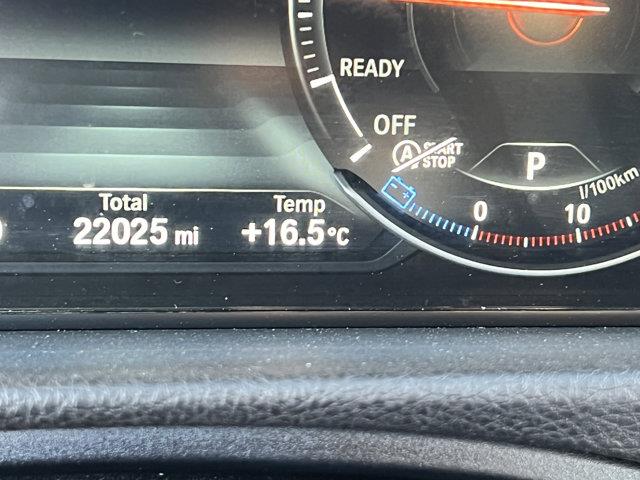 READY
OFF
A START
STOP
P
l/100km
0 10
Total Temp
22025 mi +16.5°C